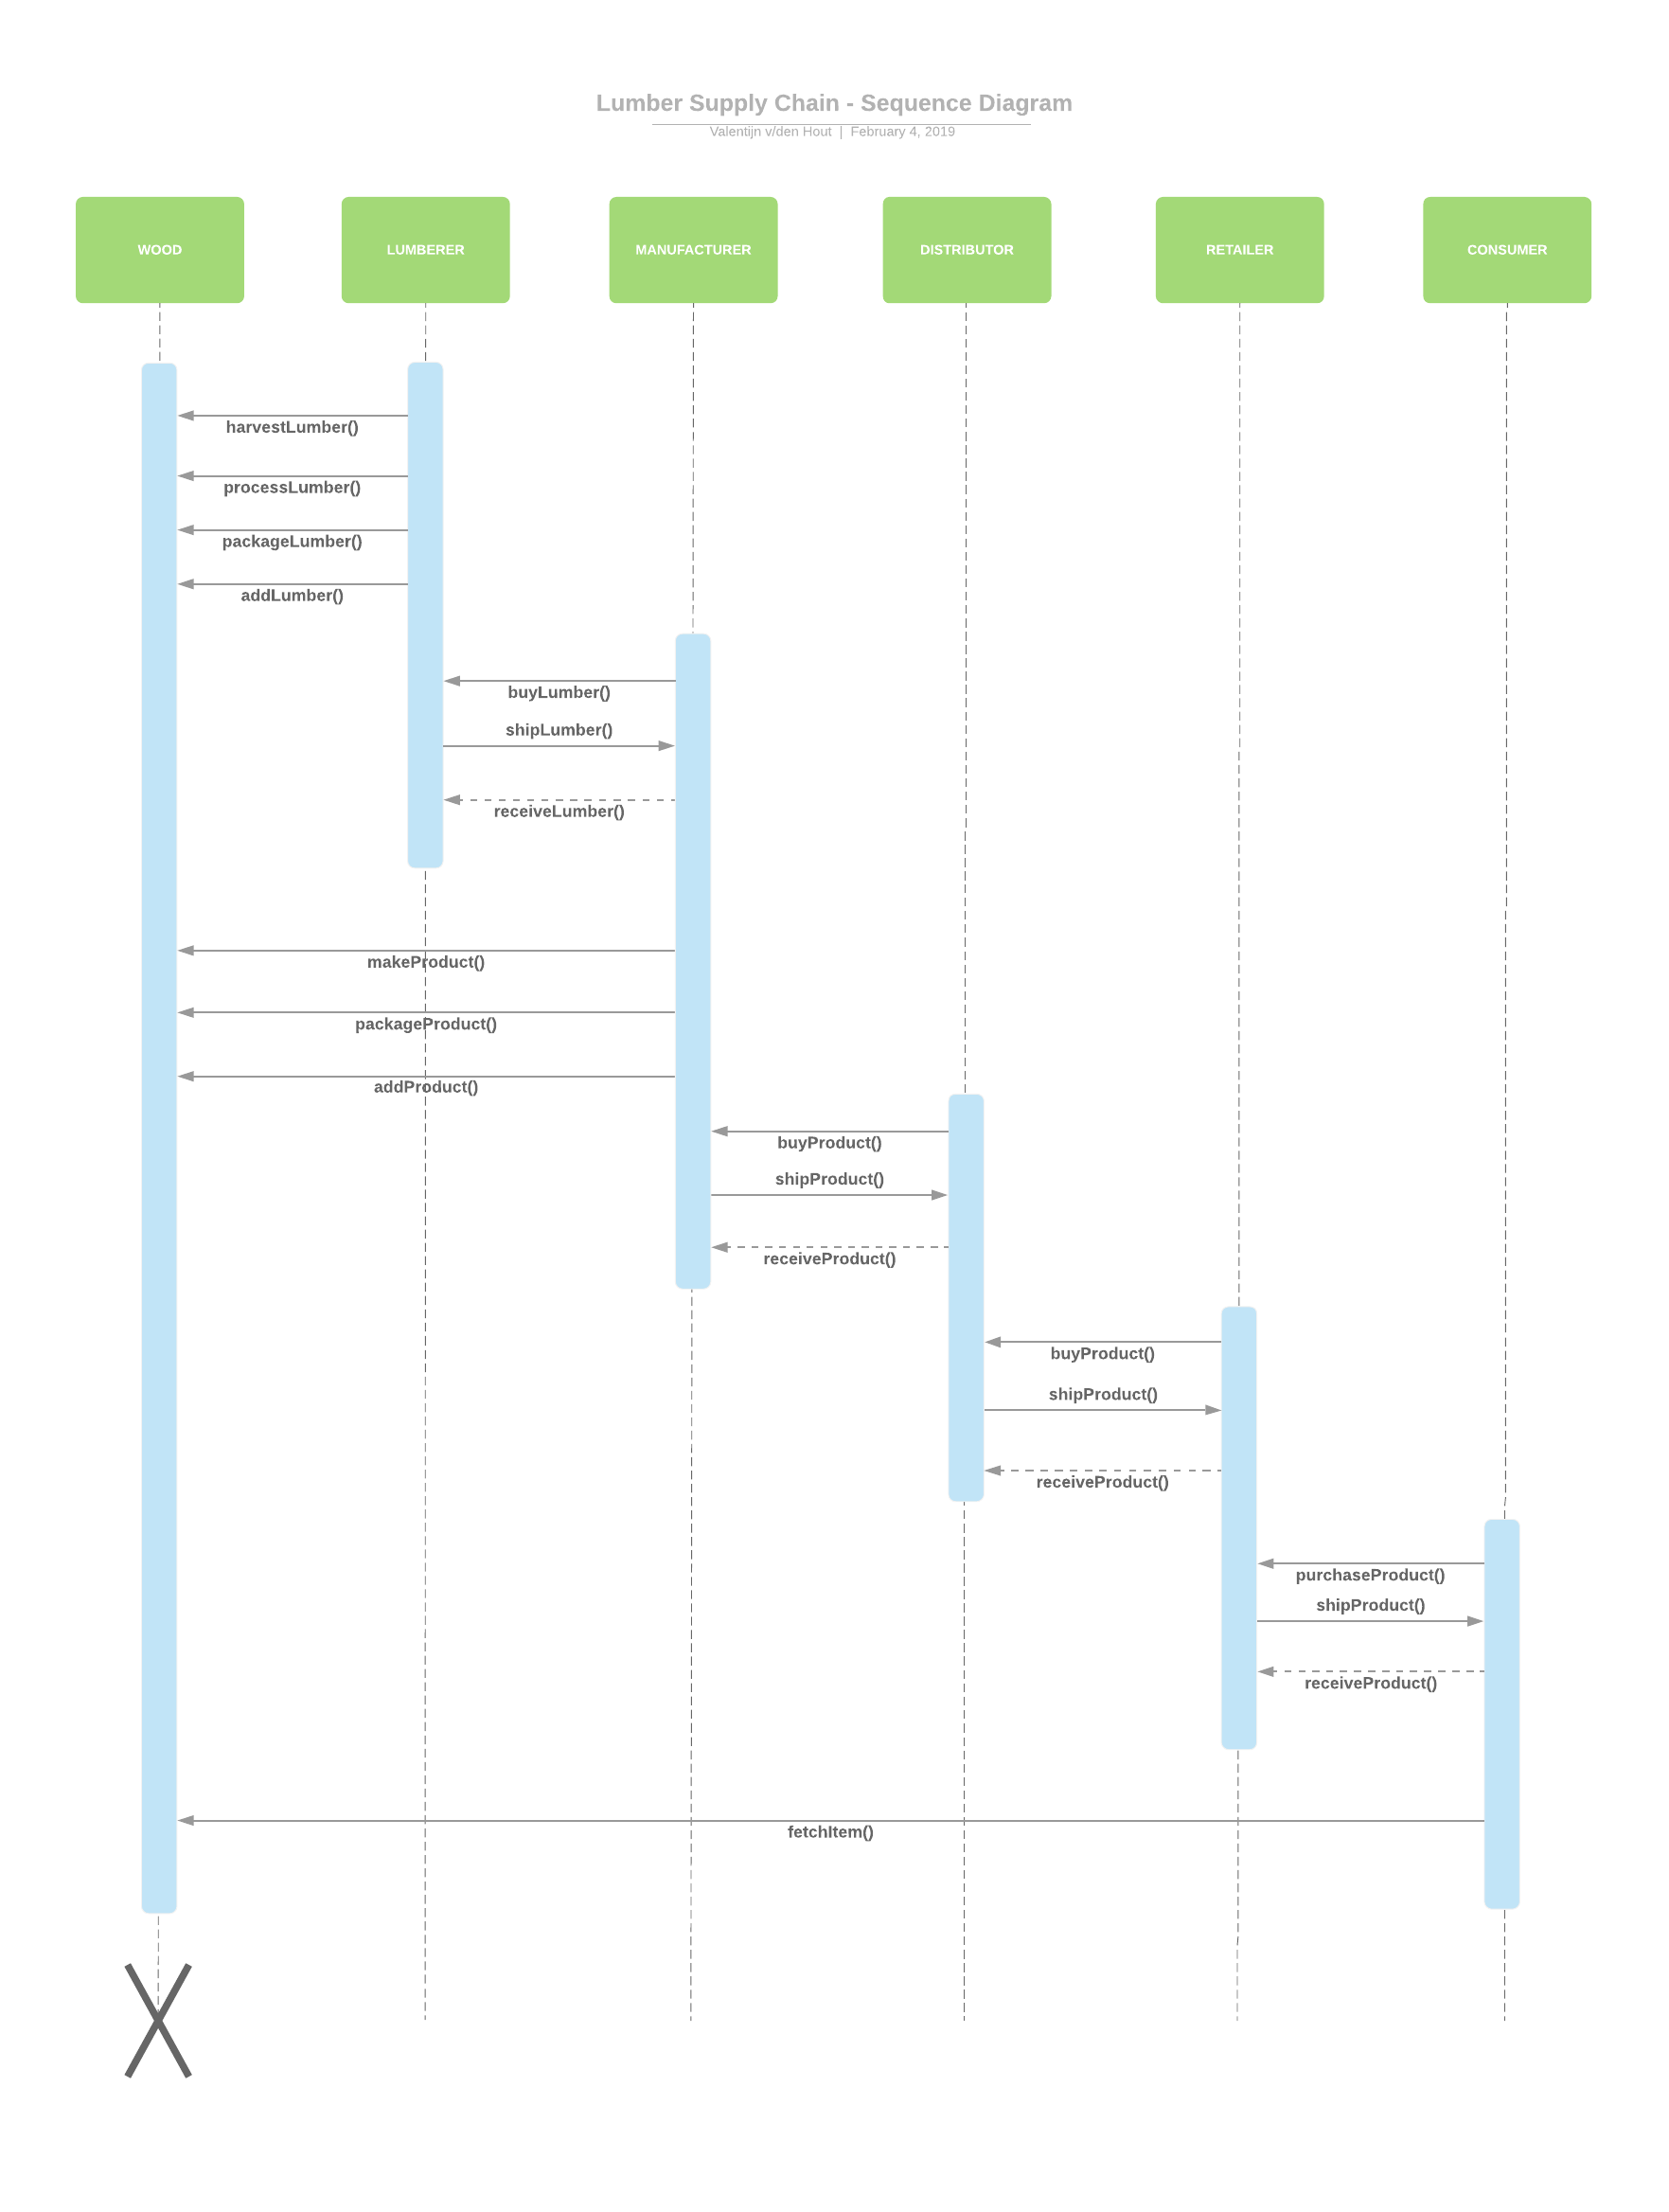 Lumber Supply Chain - Sequence Diagram
Valentijn v/den Hout | February 4, 2019
WOOD
LUMBERER
MANUFACTURER
DISTRIBUTOR
RETAILER
CONSUMER
harvestLumber()
processLumber()
packageLumber()
addLumber()
buyLumber()
shipLumber()
receiveLumber()
makeProduct()
packageProduct()
addProduct()
buyProduct()
shipProduct()
receiveProduct()
buyProduct()
shipProduct()
receiveProduct()
purchaseProduct()
shipProduct()
receiveProduct()
fetchItem()